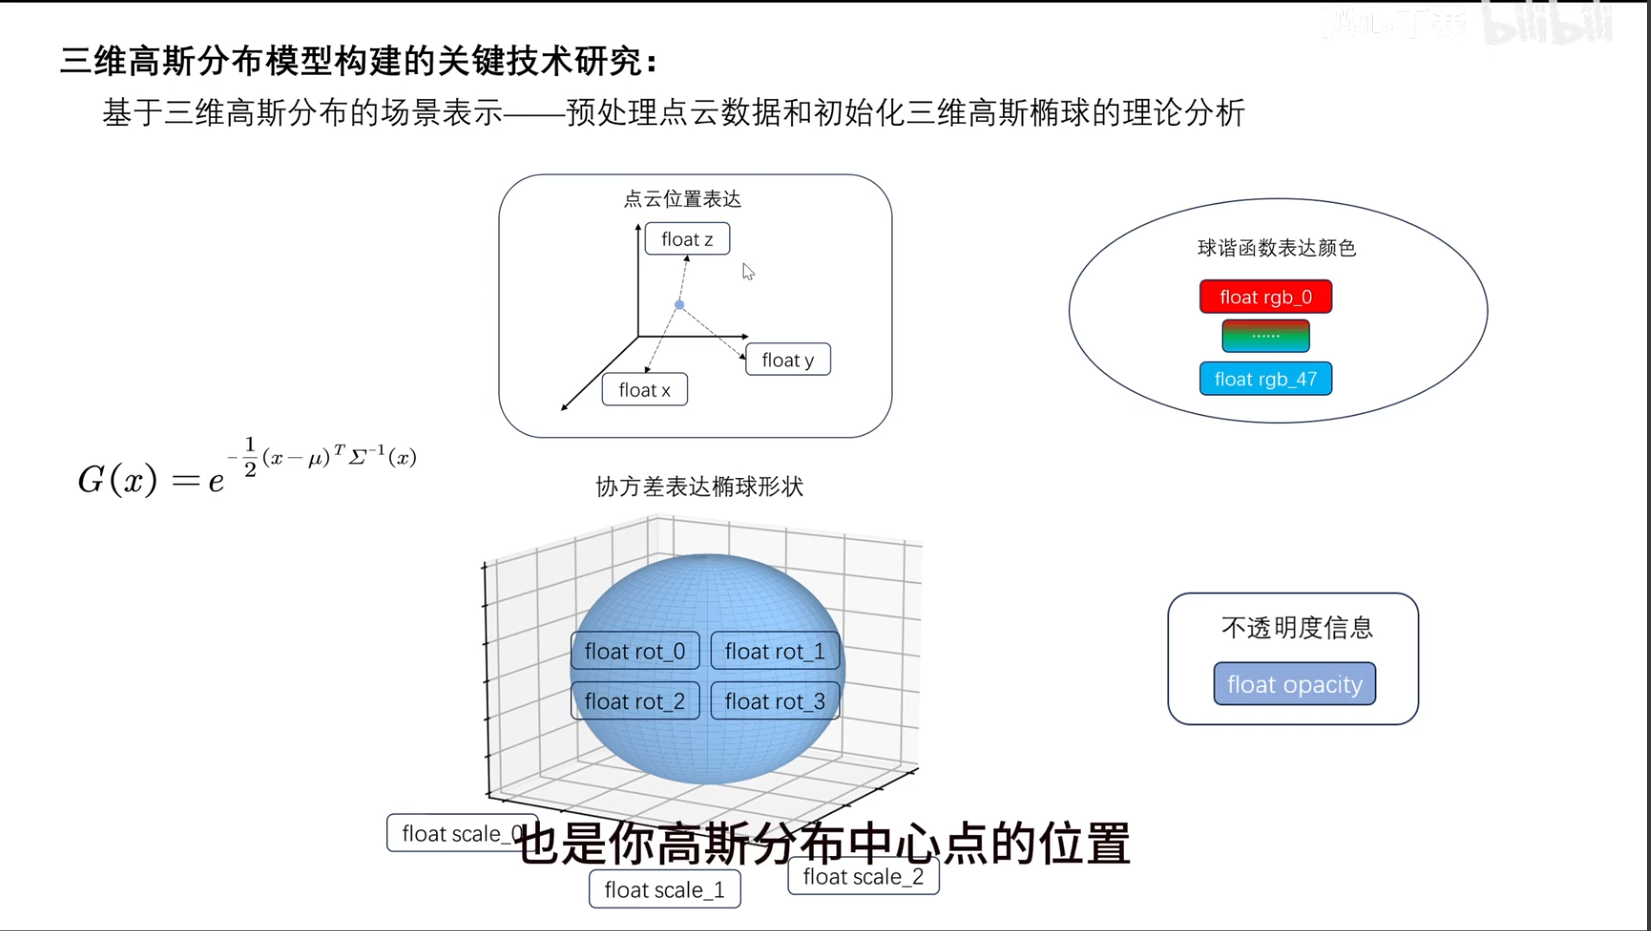 bilibili
三维高斯分布模型构建的关键技术研究：
基于三维高斯分布的场景表示——预处理点云数据和初始化三维高斯椭球的理论分析
点云位置表达
float z
float y
float x
球谐函数表达颜色
float rgb_0
······
float rgb_47
G(x) = e^{-\frac{1}{2}(x-μ)^T Σ^{-1}(x)}
协方差表达椭球形状
float rot_0
float rot_1
float rot_2
float rot_3
不透明度信息
float opacity
float scale_0
也是你高斯分布中心点的位置
float scale_2
float scale_1